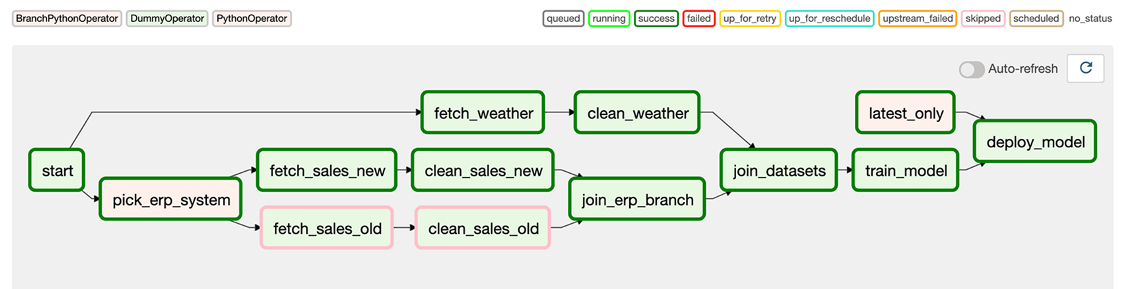 BranchPythonOperator DummyOperator PythonOperator queued running success failed up_for_retry up_for_reschedule upstream_failed skipped scheduled no_status
Auto-refresh
fetch_weather clean_weather latest_only
deploy_model
start fetch_sales_new clean_sales_new join_datasets train_model
pick_erp_system join_erp_branch
fetch_sales_old clean_sales_old